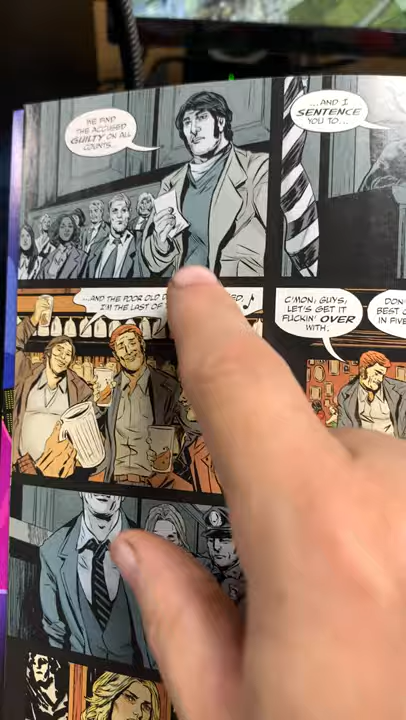 WE FIND
THE ACCUSED
GUILTY ON ALL
COUNTS...
...AND I
SENTENCE
YOU TO...
...AND THE POOR OLD
I'M THE LAST OF
C'MON, GUYS,
LET'S GET IT
FUCKIN' OVER
WITH.
BEST
IN FIVE